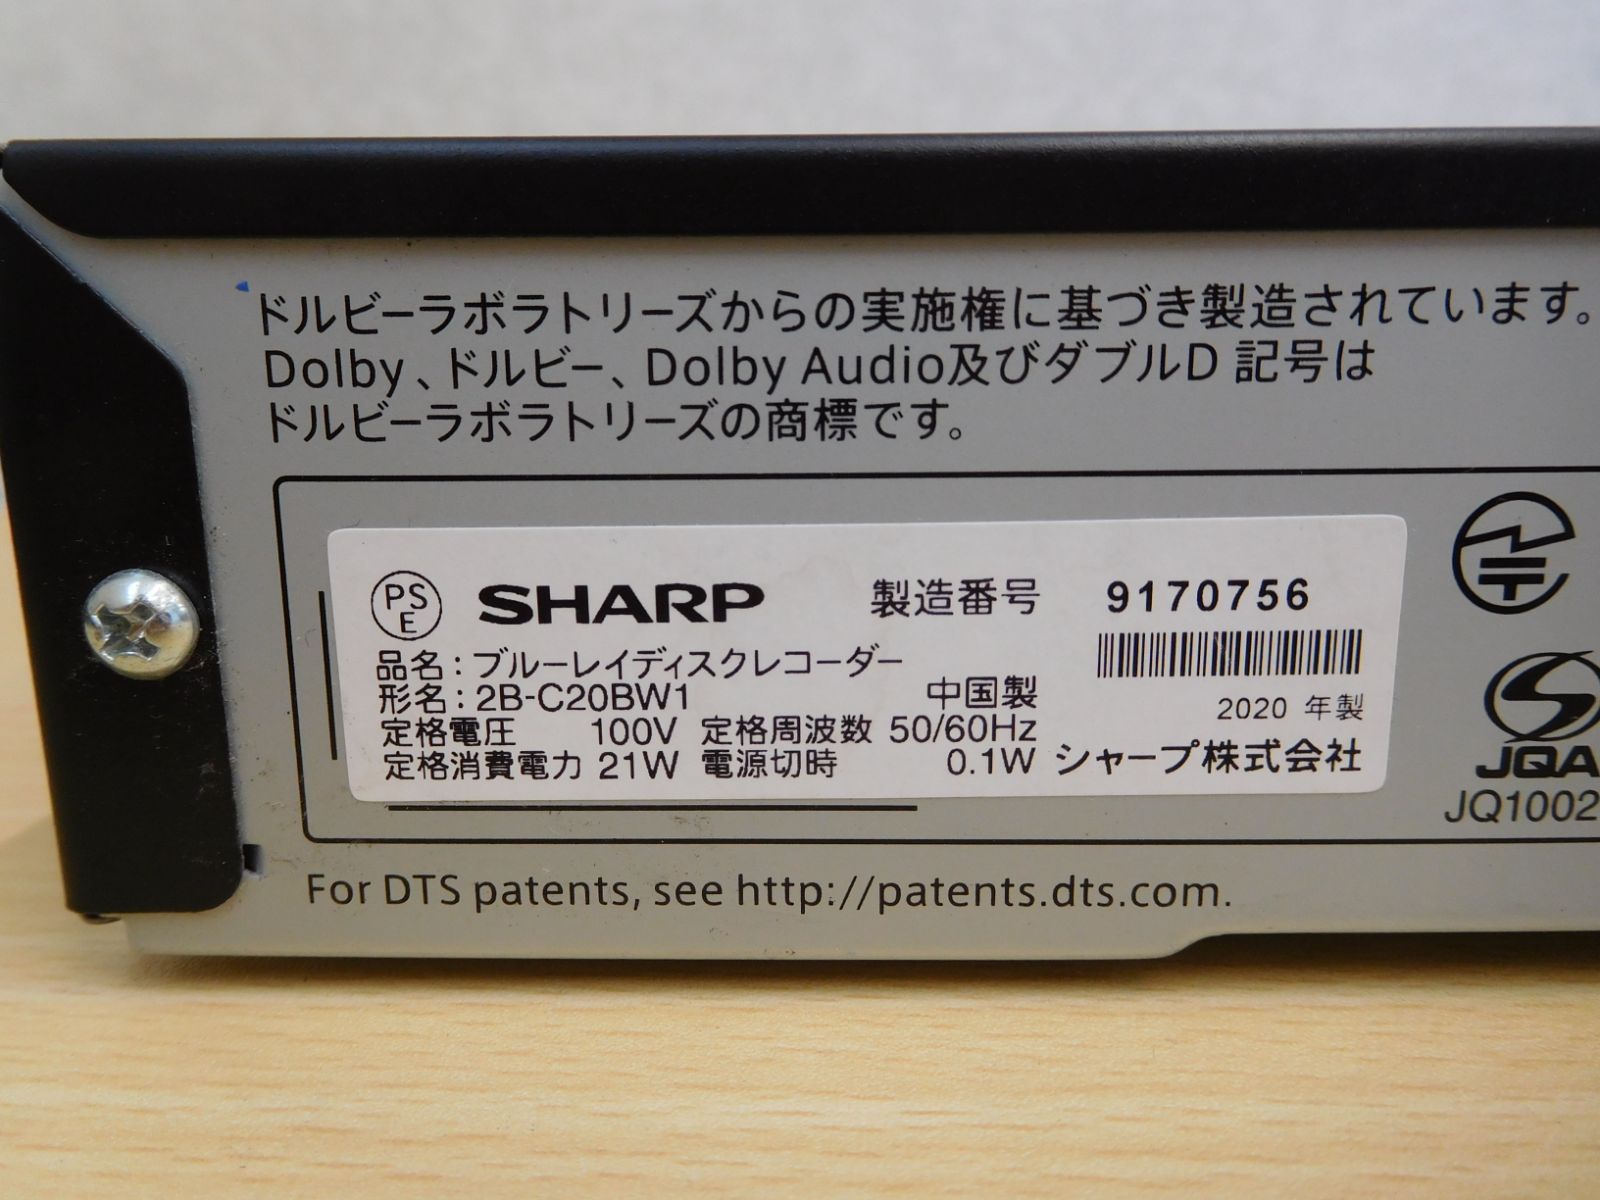 ドルビーラボラトリーズからの実施権に基づき製造されています。
Dolby、ドルビー、Dolby Audio及びダブルD 記号は
ドルビーラボラトリーズの商標です。
PS
E
SHARP 製造番号 9170756
品名：ブルーレイディスクレコーダー
形名：2B-C20BW1 中国製
2020 年製
定格電圧 100V 定格周波数 50/60Hz
定格消費電力 21W 電源切時 0.1W シャープ株式会社
JQA
JQ1002
For DTS patents, see http://patents.dts.com.